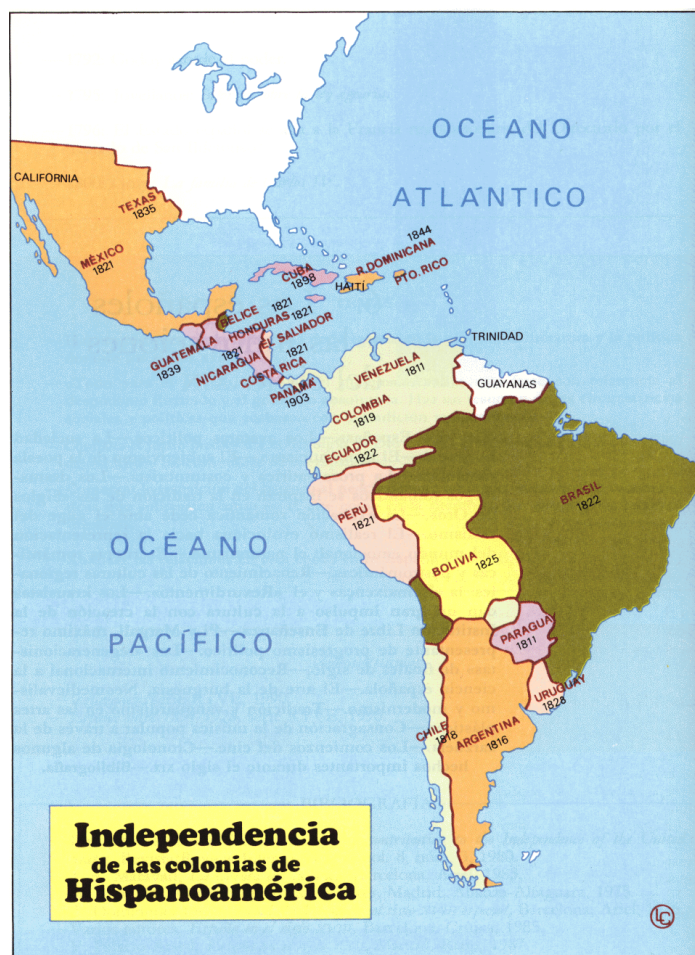 OCÉANO
ATLÁNTICO
CALIFORNIA
TEXAS
1835
MÉXICO
1821
CUBA
1898
HAITÍ
R. DOMINICANA
1844
PTO. RICO
BELICE
1821
HONDURAS
1821
GUATEMALA
1839
1821
EL SALVADOR
NICARAGUA
1821
COSTA RICA
PANAMÁ
1903
TRINIDAD
VENEZUELA
1811
GUAYANAS
COLOMBIA
1819
ECUADOR
1822
PERÚ
1821
BRASIL
1822
BOLIVIA
1825
OCÉANO
PACÍFICO
PARAGUA
1811
URUGUAY
1828
CHILE
1818
ARGENTINA
1816
Independencia
de las colonias de
Hispanoamérica
LC